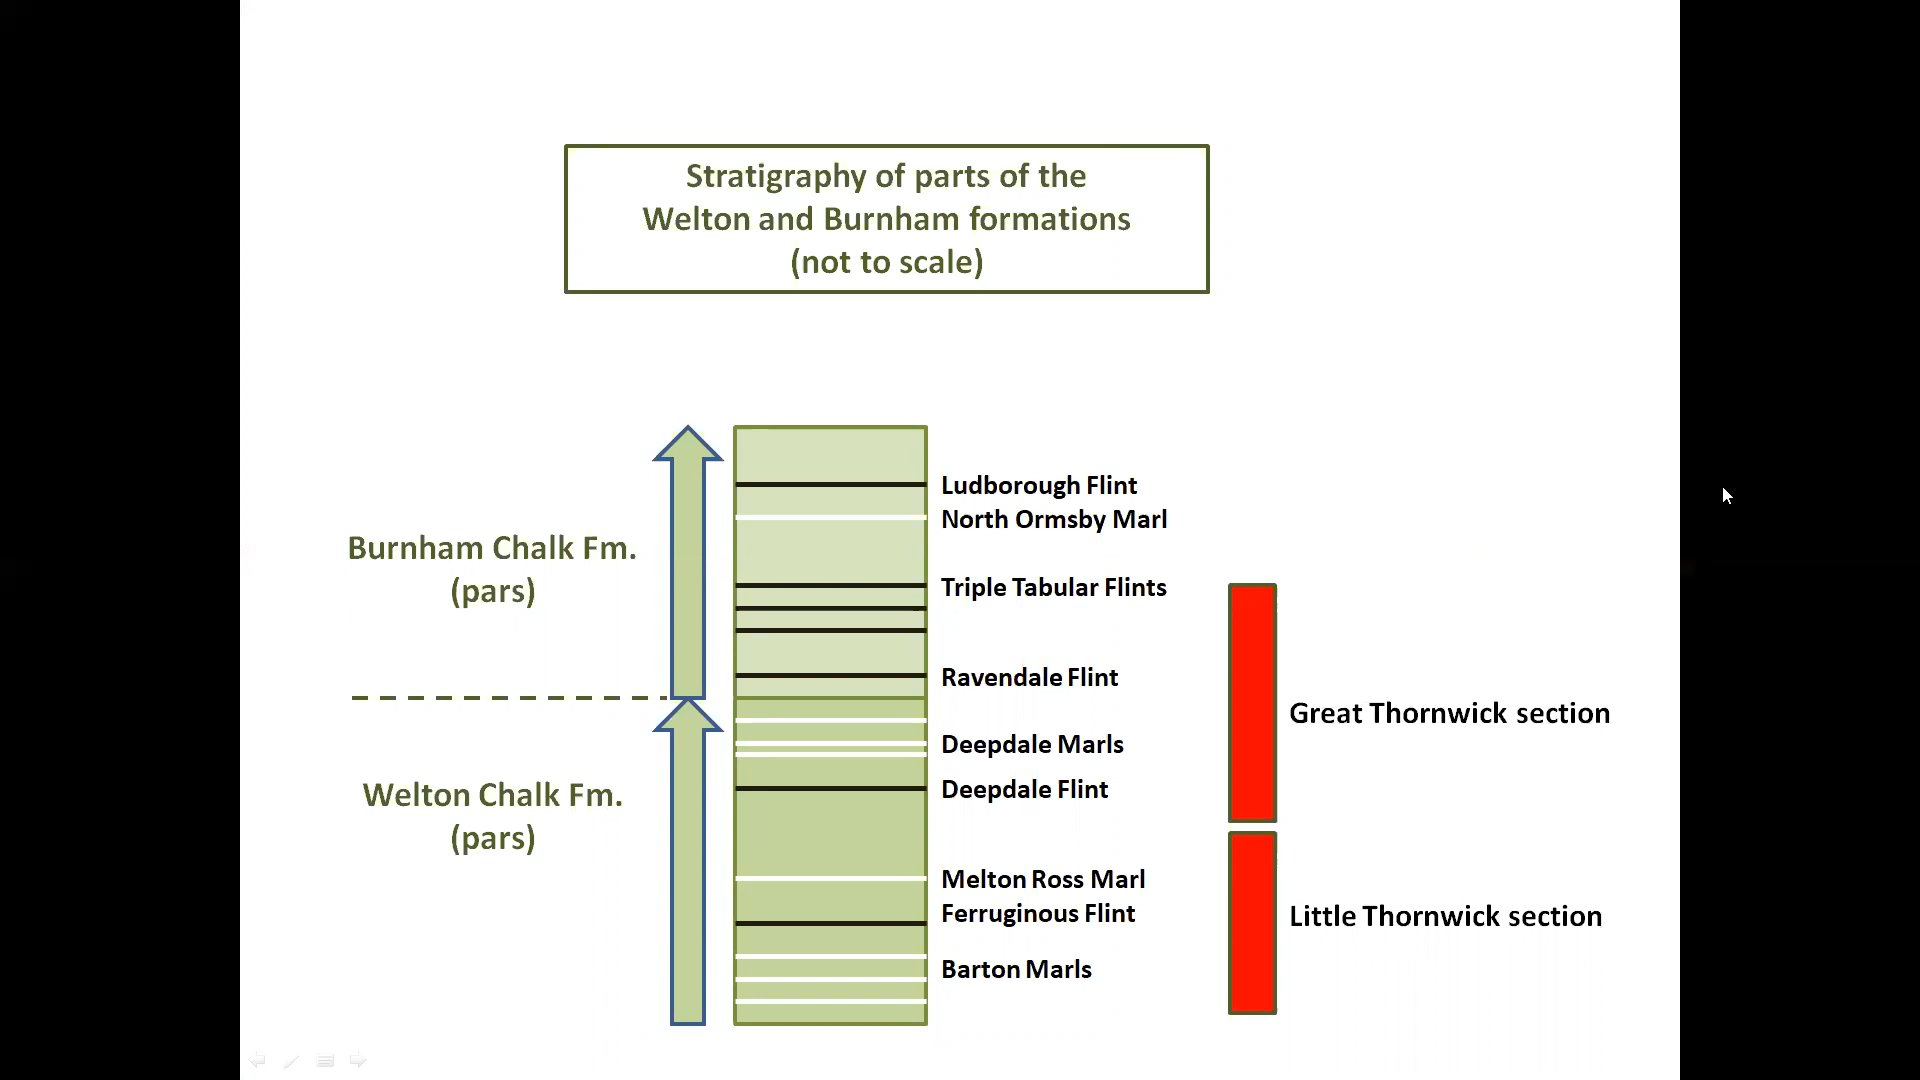 Stratigraphy of parts of the
Welton and Burnham formations
(not to scale)
Burnham Chalk Fm.
(pars)
Welton Chalk Fm.
(pars)
Ludborough Flint
North Ormsby Marl
Triple Tabular Flints
Ravendale Flint
Deepdale Marls
Deepdale Flint
Melton Ross Marl
Ferruginous Flint
Barton Marls
Great Thornwick section
Little Thornwick section